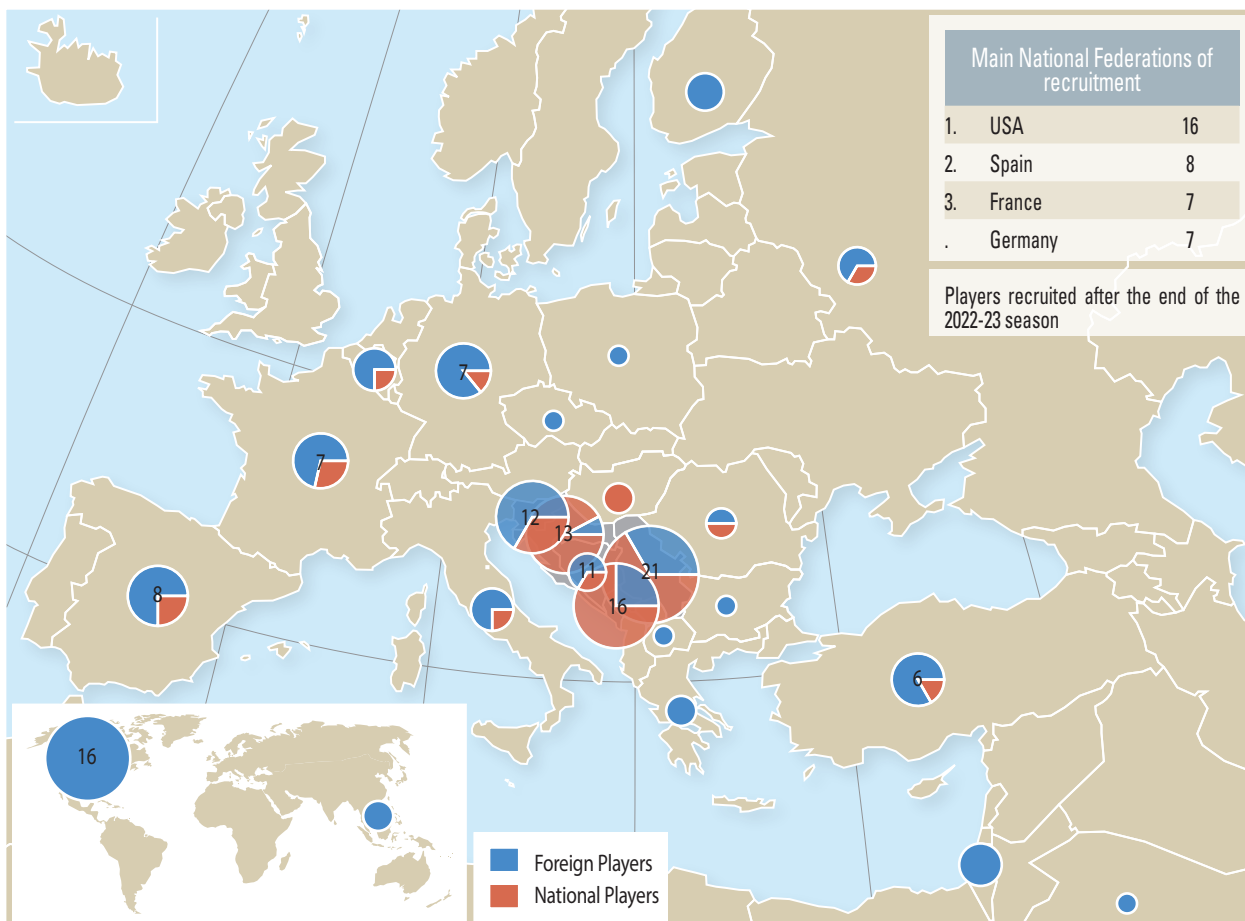 Main National Federations of
recruitment
1. USA 16
2. Spain 8
3. France 7
. Germany 7
Players recruited after the end of the
2022-23 season
7
7
12
13
11
21
16
8
6
16
Foreign Players
National Players